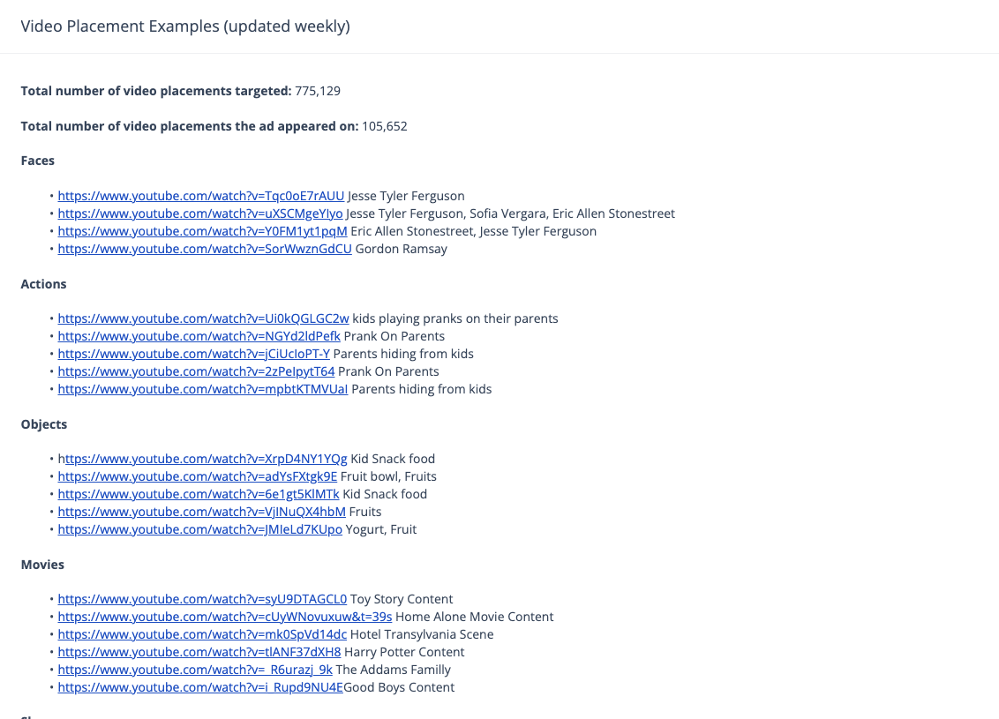 Video Placement Examples (updated weekly)
Total number of video placements targeted: 775,129
Total number of video placements the ad appeared on: 105,652
Faces
• https://www.youtube.com/watch?v=Tqc0oE7rAUU Jesse Tyler Ferguson
• https://www.youtube.com/watch?v=uXSCMgeYIyo Jesse Tyler Ferguson, Sofia Vergara, Eric Allen Stonestreet
• https://www.youtube.com/watch?v=Y0FM1yt1pqM Eric Allen Stonestreet, Jesse Tyler Ferguson
• https://www.youtube.com/watch?v=SorWwznGdCU Gordon Ramsay
Actions
• https://www.youtube.com/watch?v=Ui0kQGLGC2w kids playing pranks on their parents
• https://www.youtube.com/watch?v=NGYd2ldPefk Prank On Parents
• https://www.youtube.com/watch?v=jCiUcIoPT-Y Parents hiding from kids
• https://www.youtube.com/watch?v=2zPeIpytT64 Prank On Parents
• https://www.youtube.com/watch?v=mpbtKTMVUaI Parents hiding from kids
Objects
• https://www.youtube.com/watch?v=XrpD4NY1YQg Kid Snack food
• https://www.youtube.com/watch?v=adYsFXtgk9E Fruit bowl, Fruits
• https://www.youtube.com/watch?v=6e1gt5KlMTk Kid Snack food
• https://www.youtube.com/watch?v=VjINuQX4hbM Fruits
• https://www.youtube.com/watch?v=JMIeLd7KUpo Yogurt, Fruit
Movies
• https://www.youtube.com/watch?v=syU9DTAGCL0 Toy Story Content
• https://www.youtube.com/watch?v=cUyWNovuxuw&t=39s Home Alone Movie Content
• https://www.youtube.com/watch?v=mk0SpVd14dc Hotel Transylvania Scene
• https://www.youtube.com/watch?v=tlANF37dXH8 Harry Potter Content
• https://www.youtube.com/watch?v=_R6urazj_9k The Addams Familly
• https://www.youtube.com/watch?v=i_Rupd9NU4EGood Boys Content